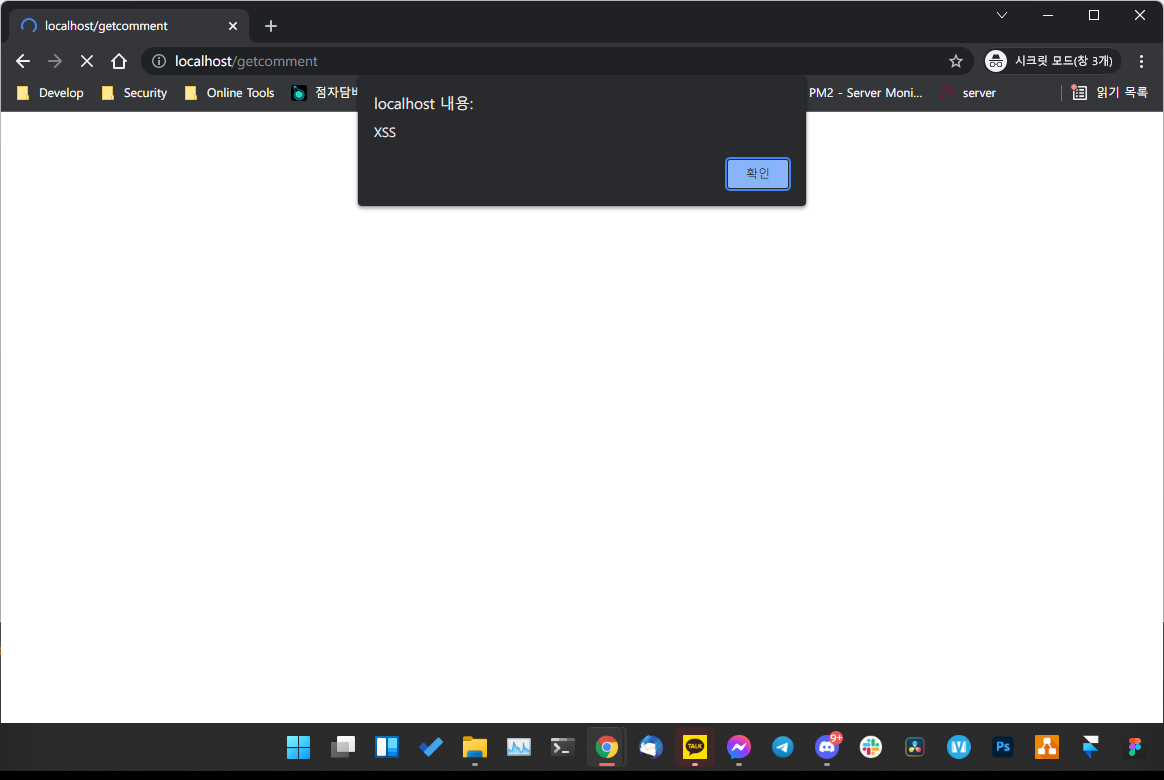 localhost/getcomment
localhost/getcomment
시크릿 모드(창 3개)
Develop
Security
Online Tools
점자담벼
PM2 - Server Moni...
server
읽기 목록
localhost 내용:
XSS
확인
TALK
9+
Ps